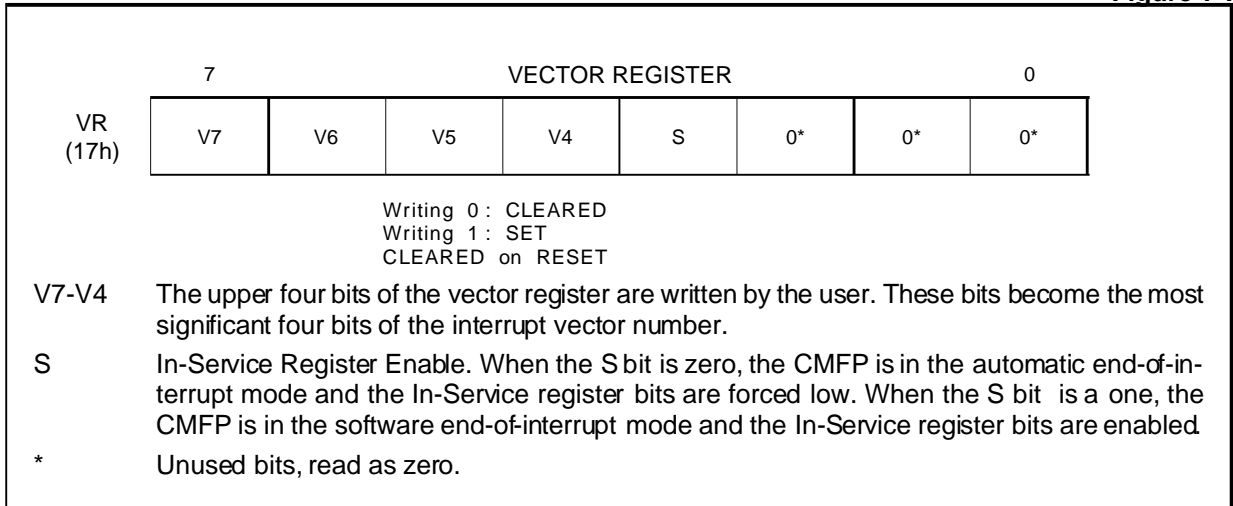 7 VECTOR REGISTER 0
VR
(17h)
V7 V6 V5 V4 S 0* 0* 0*
Writing 0 : CLEARED
Writing 1 : SET
CLEARED on RESET
V7-V4 The upper four bits of the vector register are written by the user. These bits become the most
significant four bits of the interrupt vector number.
S In-Service Register Enable. When the S bit is zero, the CMFP is in the automatic end-of-in-
terrupt mode and the In-Service register bits are forced low. When the S bit is a one, the
CMFP is in the software end-of-interrupt mode and the In-Service register bits are enabled.
* Unused bits, read as zero.